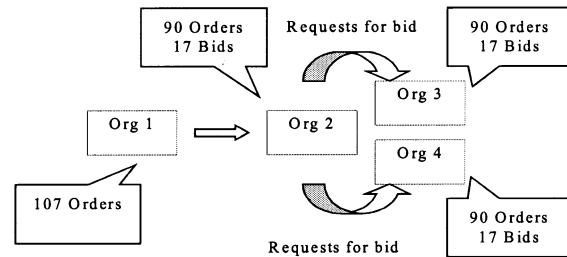 90 Orders
17 Bids
Requests for bid
90 Orders
17 Bids
Org 1
Org 2
Org 3
Org 4
107 Orders
Requests for bid
90 Orders
17 Bids